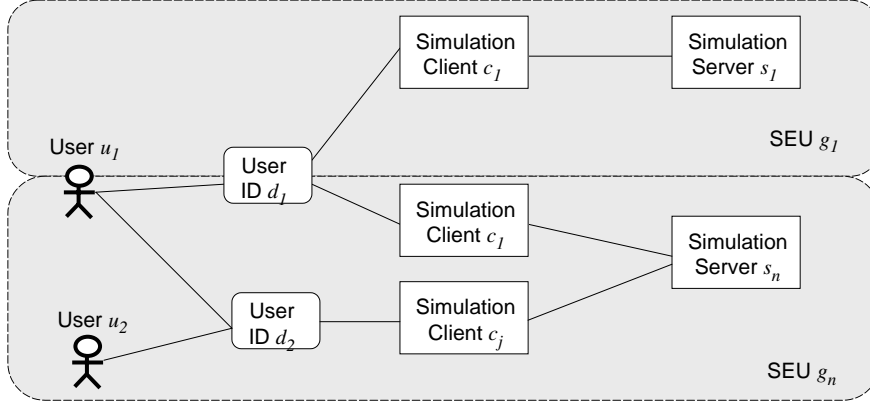 Simulation
Client c1
Simulation
Server s1
SEU g1
User u1
User
ID d1
Simulation
Client c1
Simulation
Server sn
User u2
User
ID d2
Simulation
Client cj
SEU gn